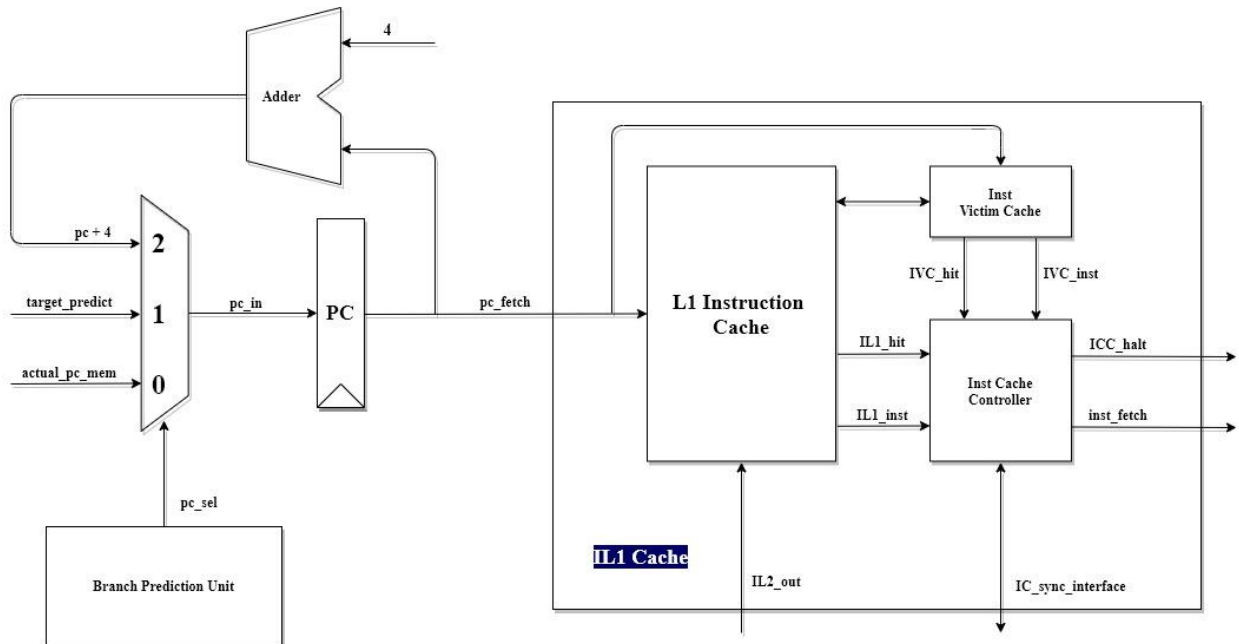 4
Adder
pc + 4
2
target_predict
1
pc_in
actual_pc_mem
0
PC
pc_fetch
pc_sel
Branch Prediction Unit
L1 Instruction
Cache
Inst
Victim Cache
IVC_hit
IVC_inst
IL1_hit
IL1_inst
Inst Cache
Controller
ICC_halt
inst_fetch
IL1 Cache
IL2_out
IC_sync_interface